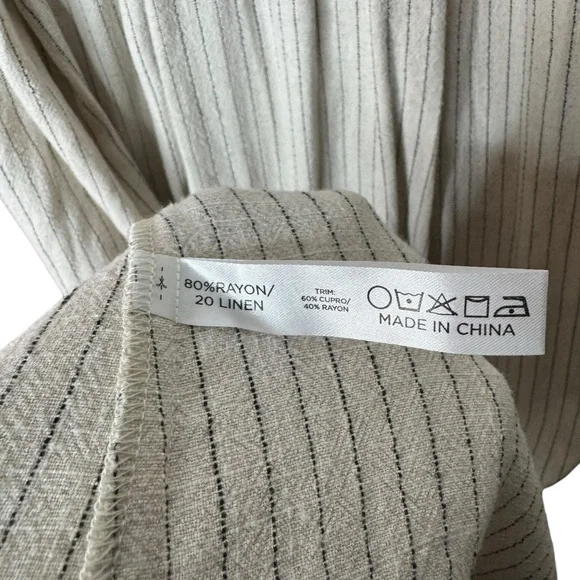 80%RAYON/
20 LINEN
TRIM:
60% CUPRO/
40% RAYON
MADE IN CHINA